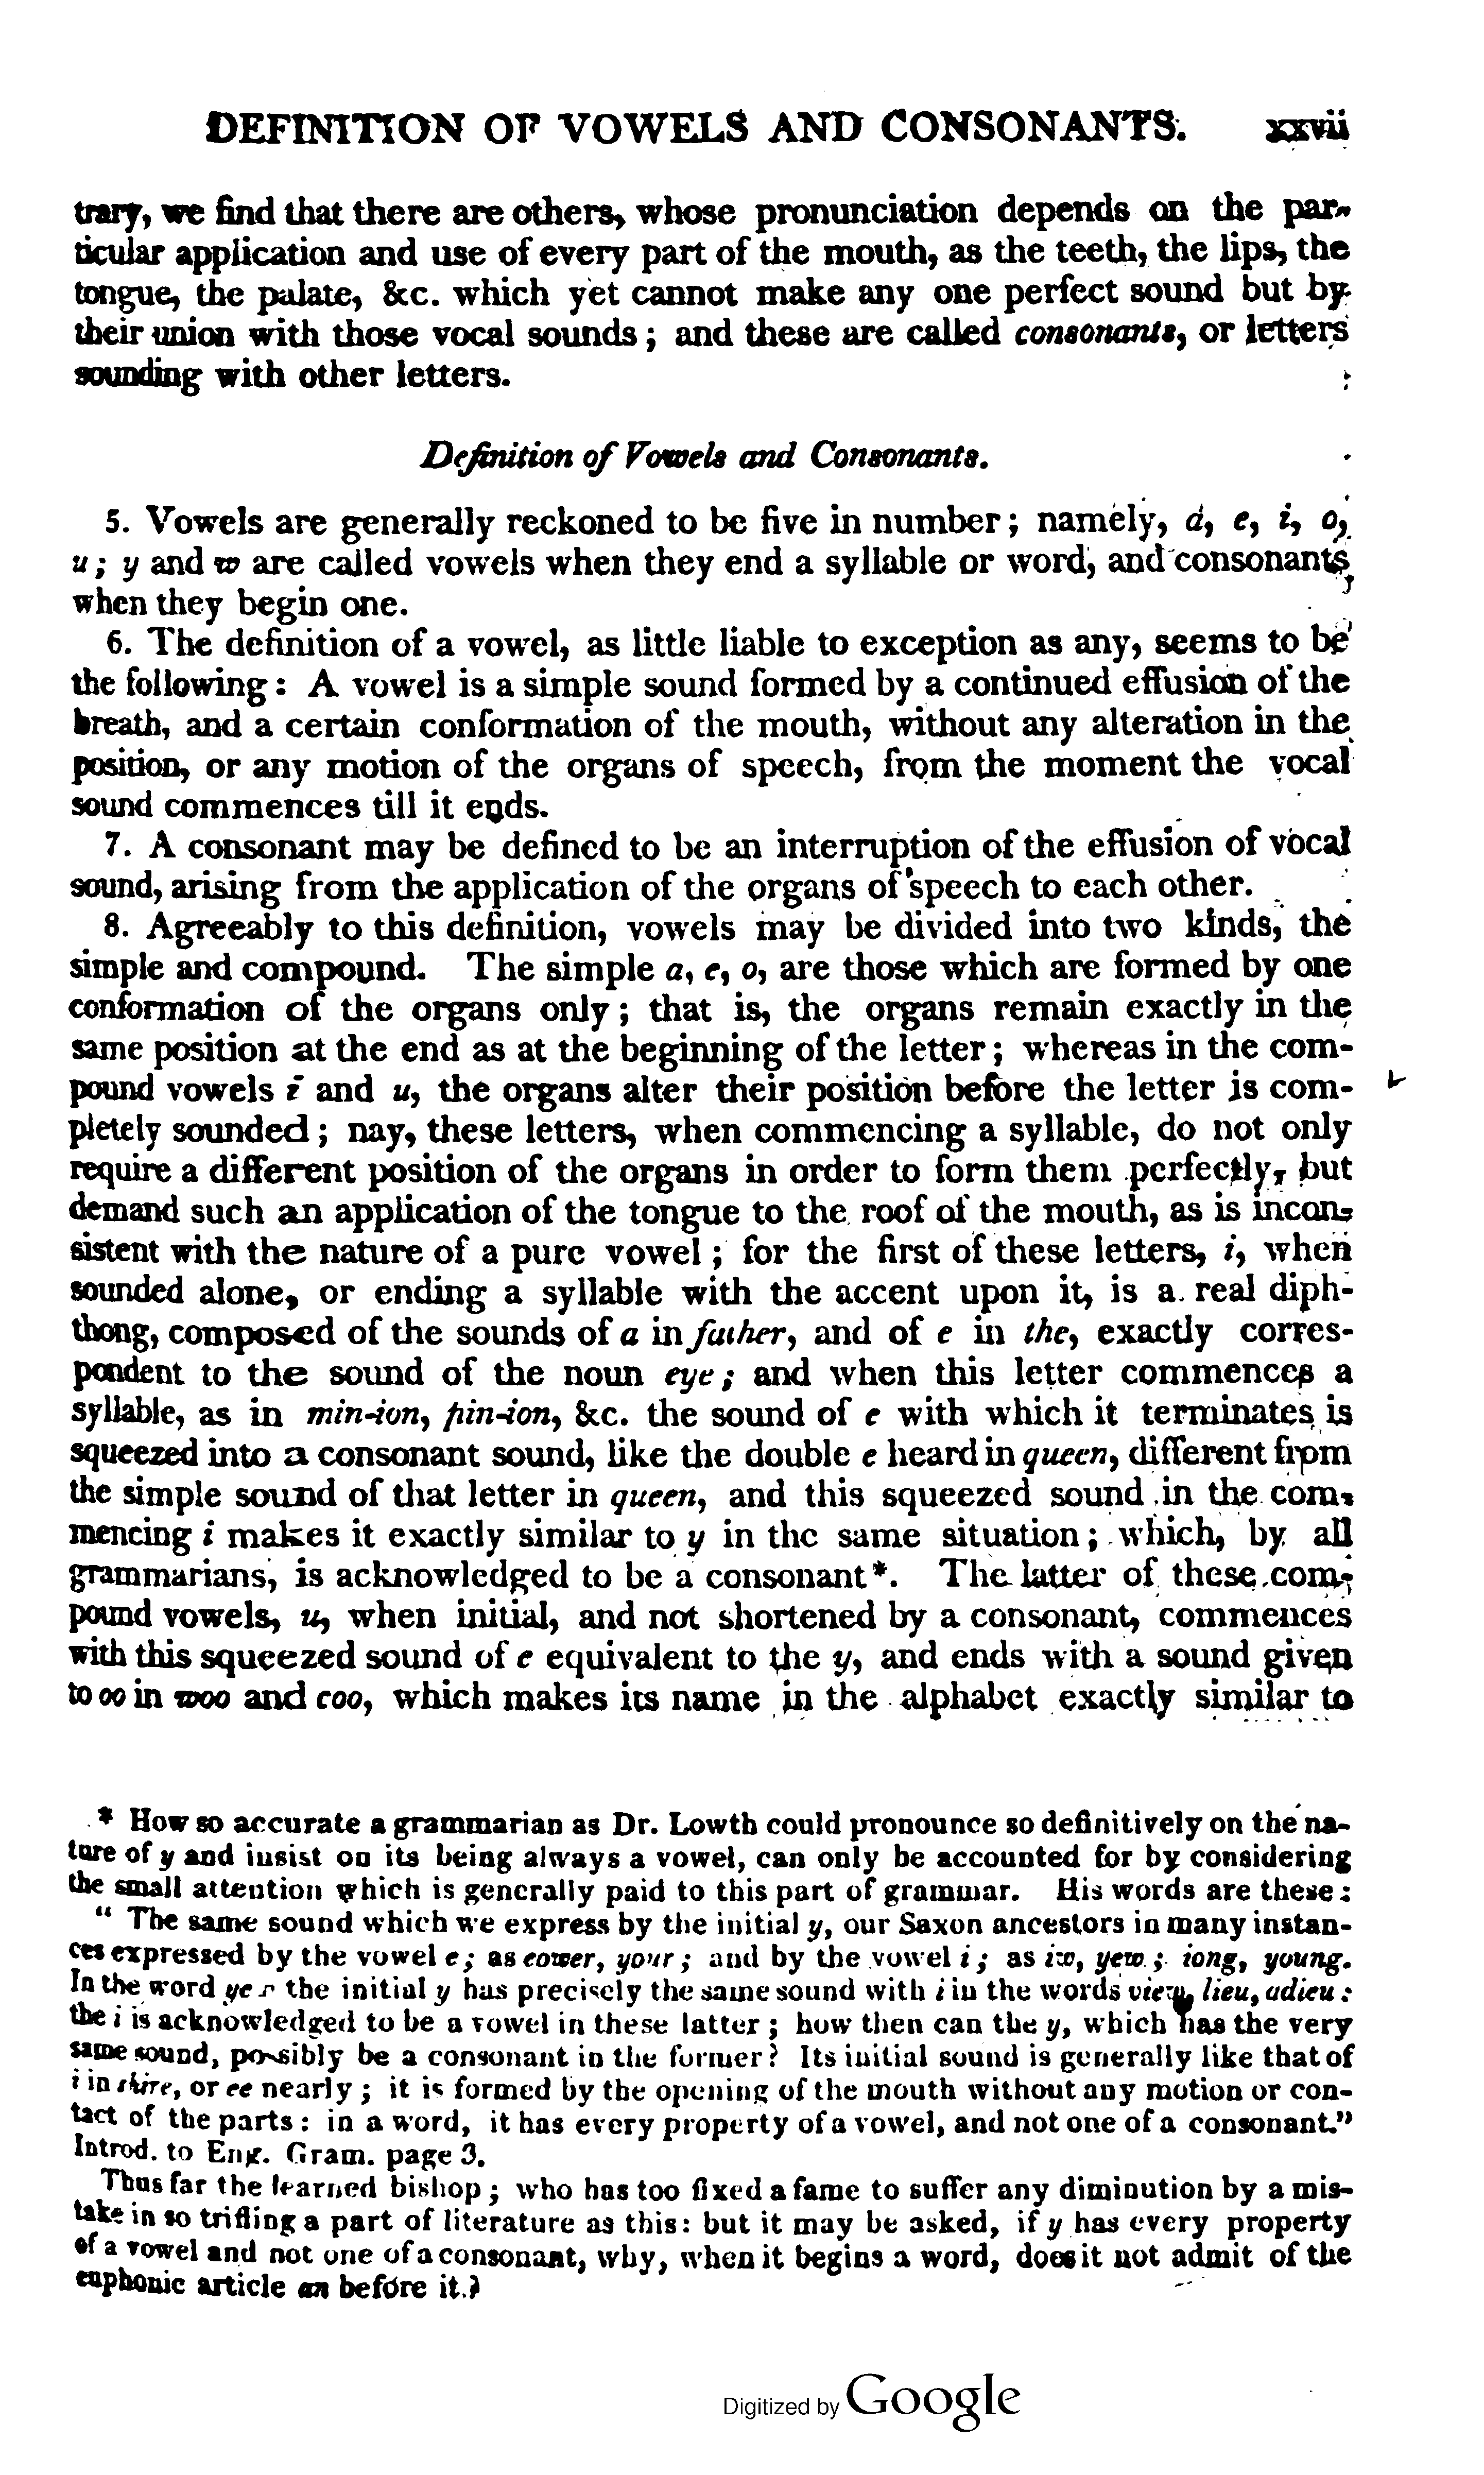 DEFINITION OF VOWELS AND CONSONANTS. xxvii
trary, we find that there are others, whose pronunciation depends on the par-
ticular application and use of every part of the mouth, as the teeth, the lips, the
tongue, the palate, &c. which yet cannot make any one perfect sound but by
their union with those vocal sounds; and these are called consonants, or letters
sounding with other letters.
Definition of Vowels and Consonants.
5. Vowels are generally reckoned to be five in number; namely, a, e, i, o,
u; y and w are called vowels when they end a syllable or word, and consonants
when they begin one.
6. The definition of a vowel, as little liable to exception as any, seems to be
the following: A vowel is a simple sound formed by a continued effusion of the
breath, and a certain conformation of the mouth, without any alteration in the
position, or any motion of the organs of speech, from the moment the vocal
sound commences till it ends.
7. A consonant may be defined to be an interruption of the effusion of vocal
sound, arising from the application of the organs of speech to each other.
8. Agreeably to this definition, vowels may be divided into two kinds, the
simple and compound. The simple a, e, o, are those which are formed by one
conformation of the organs only; that is, the organs remain exactly in the
same position at the end as at the beginning of the letter; whereas in the com-
pound vowels i and u, the organs alter their position before the letter is com-
pletely sounded; nay, these letters, when commencing a syllable, do not only
require a different position of the organs in order to form them perfectly, but
demand such an application of the tongue to the roof of the mouth, as is incon-
sistent with the nature of a pure vowel; for the first of these letters, i, when
sounded alone, or ending a syllable with the accent upon it, is a real diph-
thong, composed of the sounds of a in father, and of e in the, exactly corres-
pondent to the sound of the noun eye; and when this letter commences a
syllable, as in min-ion, pin-ion, &c. the sound of e with which it terminates is
squeezed into a consonant sound, like the double e heard in queen, different from
the simple sound of that letter in queen, and this squeezed sound in the com-
mencing i makes it exactly similar to y in the same situation; which, by all
grammarians, is acknowledged to be a consonant*. The latter of these com-
pound vowels, u, when initial, and not shortened by a consonant, commences
with this squeezed sound of e equivalent to the y, and ends with a sound given
to oo in woo and coo, which makes its name in the alphabet exactly similar to
* How so accurate a grammarian as Dr. Lowth could pronounce so definitively on the na-
ture of y and insist on its being always a vowel, can only be accounted for by considering
the small attention which is generally paid to this part of grammar. His words are these:
“ The same sound which we express by the initial y, our Saxon ancestors in many instan-
ces expressed by the vowel e; as eower, your; and by the vowel i; as iw, yew; iong, young.
In the word yew the initial y has precisely the same sound with i in the words view, lieu, adieu:
the i is acknowledged to be a vowel in these latter; how then can the y, which has the very
same sound, possibly be a consonant in the former? Its initial sound is generally like that of
i in shire, or ee nearly; it is formed by the opening of the mouth without any motion or con-
tact of the parts: in a word, it has every property of a vowel, and not one of a consonant.”
Introd. to Eng. Gram. page 3.
Thus far the learned bishop; who has too fixed a fame to suffer any diminution by a mis-
take in so trifling a part of literature as this: but it may be asked, if y has every property
of a vowel and not one of a consonant, why, when it begins a word, does it not admit of the
euphonic article an before it?
Digitized by Google